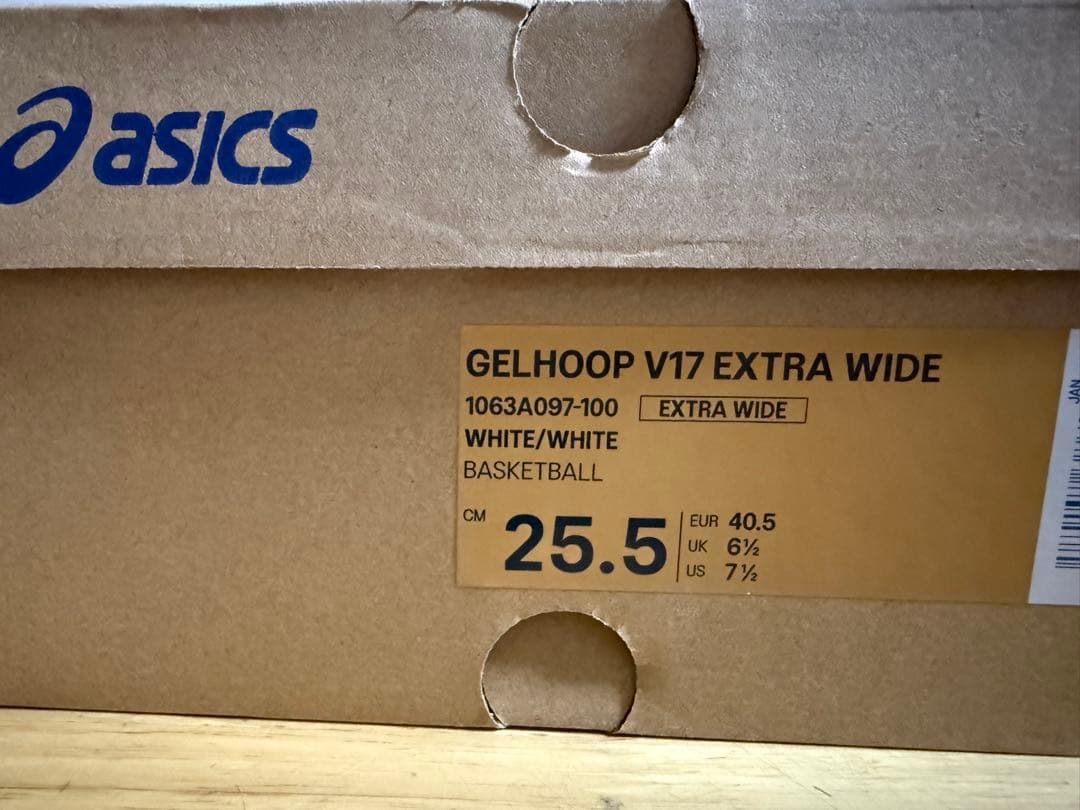 asics
GELHOOP V17 EXTRA WIDE
1063A097-100 EXTRA WIDE
WHITE/WHITE
BASKETBALL
CM 25.5
EUR 40.5
UK 6½
US 7½
JAN